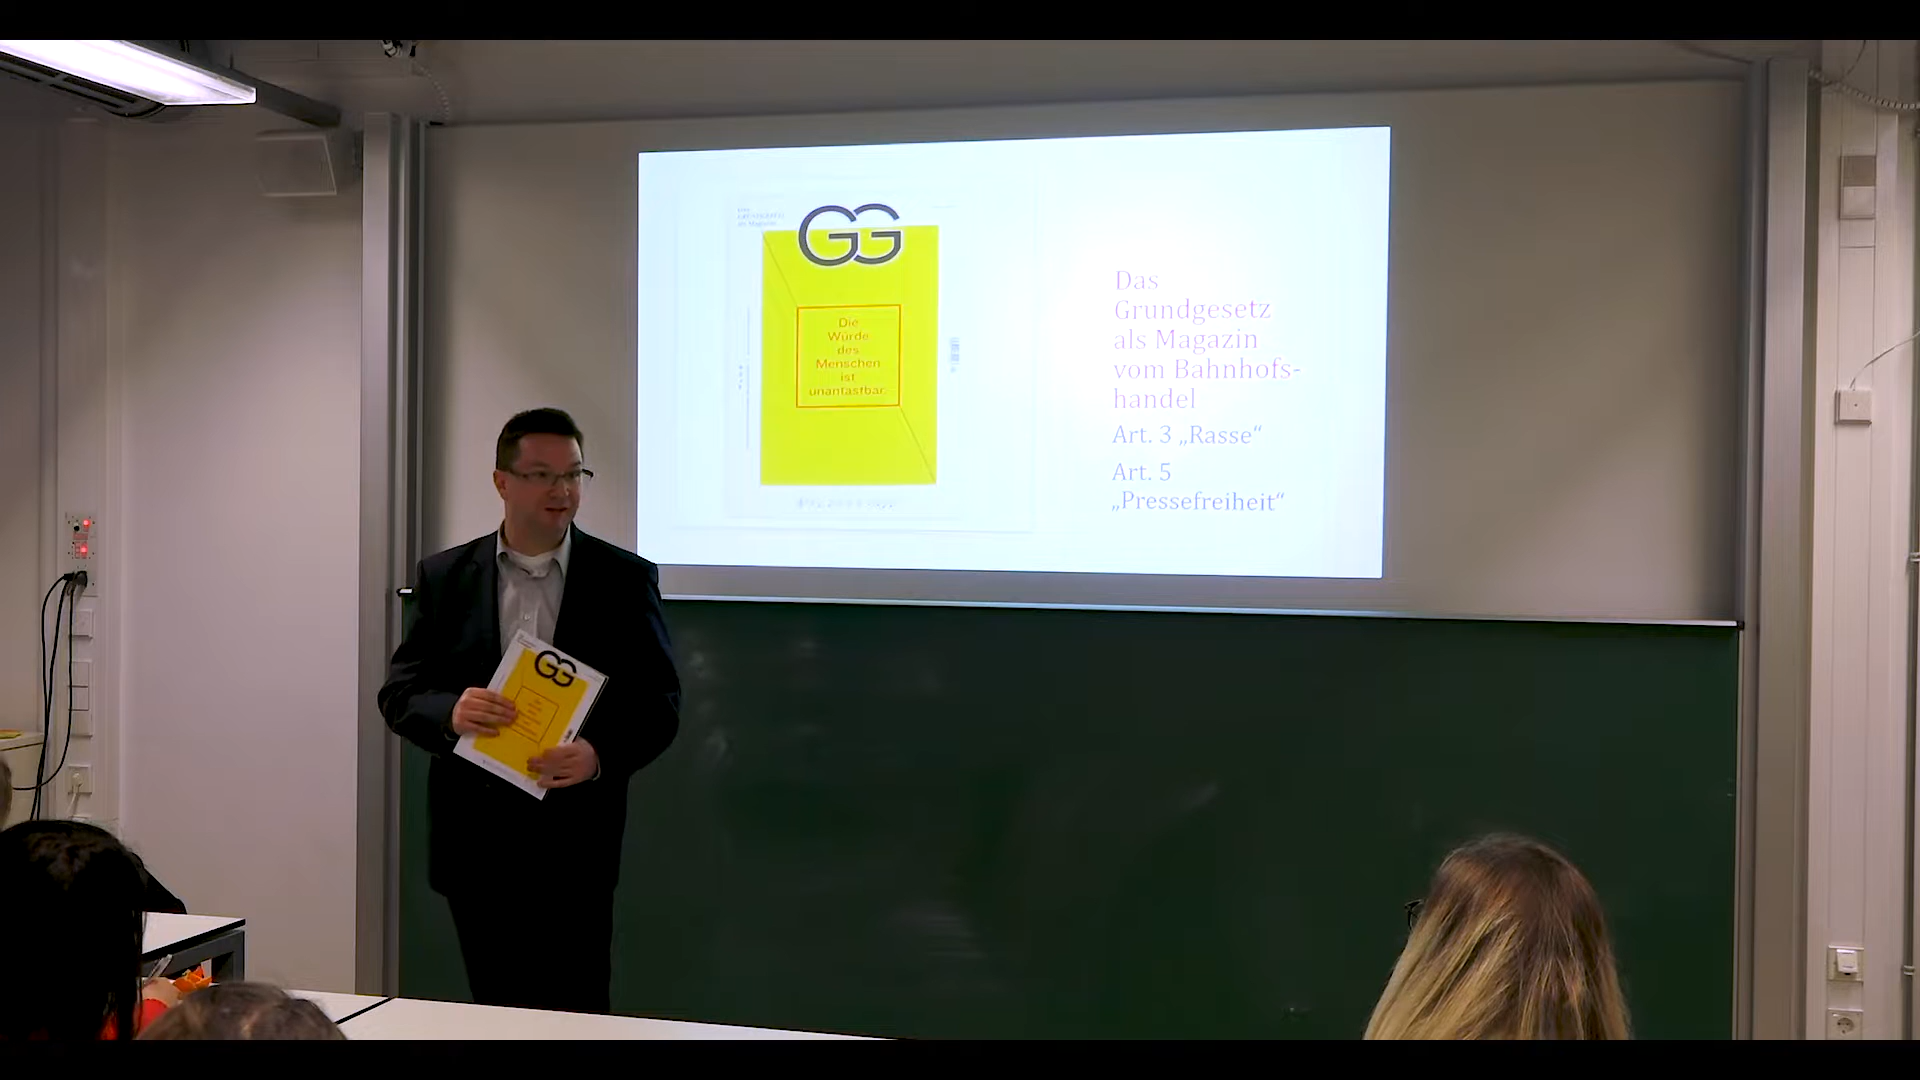 GG
Die
Würde
des
Menschen
ist
unantastbar.
Das
Grundgesetz
als Magazin
vom Bahnhofs-
handel
Art. 3 „Rasse“
Art. 5
„Pressefreiheit“
GG